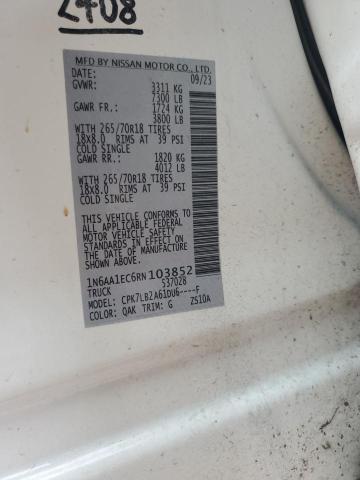 2408
MFD BY NISSAN MOTOR CO., LTD.
DATE: 09/23
GVWR: 3311 KG
7300 LB
GAWR FR.: 1724 KG
3800 LB
WITH 265/70R18 TIRES
18x8.0 RIMS AT 39 PSI
COLD SINGLE
GAWR RR.: 1820 KG
4012 LB
WITH 265/70R18 TIRES
18x8.0 RIMS AT 39 PSI
COLD SINGLE
THIS VEHICLE CONFORMS TO
ALL APPLICABLE FEDERAL
MOTOR VEHICLE SAFETY
STANDARDS IN EFFECT
ON THE DATE OF
MANUFACTURE SHOWN ABOVE.
1N6AA1EC6RN103852
TRUCK S37028
MODEL: CPK7LB2A61DU6----F
COLOR: QAK TRIM: G ZS10A